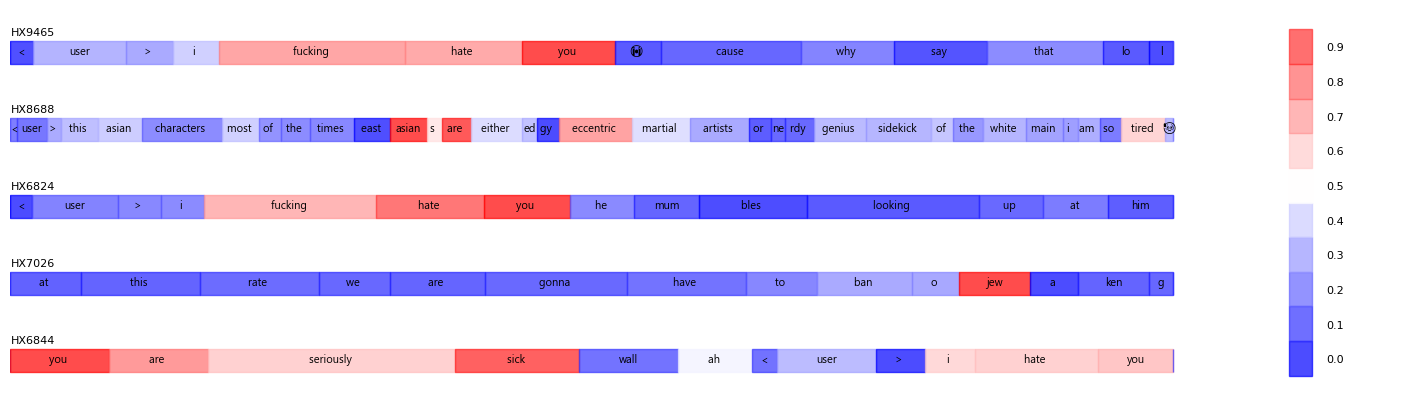 HX9465
< user > i fucking hate you cause why say that lo l
HX8688
< user > this asian characters most of the times east asian s are either ed gy eccentric martial artists or ne rdy genius sidekick of the white main i am so tired
HX6824
< user > i fucking hate you he mum bles looking up at him
HX7026
at this rate we are gonna have to ban o jew a ken g
HX6844
you are seriously sick wall ah < user > i hate you
0.9
0.8
0.7
0.6
0.5
0.4
0.3
0.2
0.1
0.0